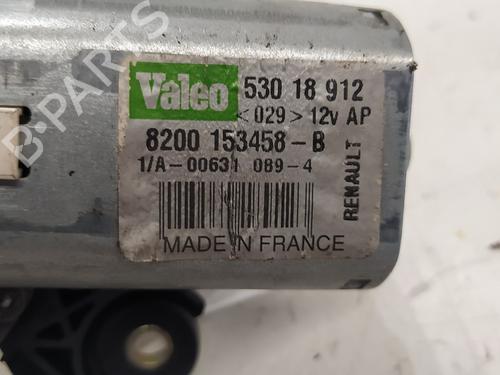 Valeo 530 18 912
<029> 12v AP
8200 153458-B
1/A-00631 089-4
RENAULT
MADE IN FRANCE
B-PARTS